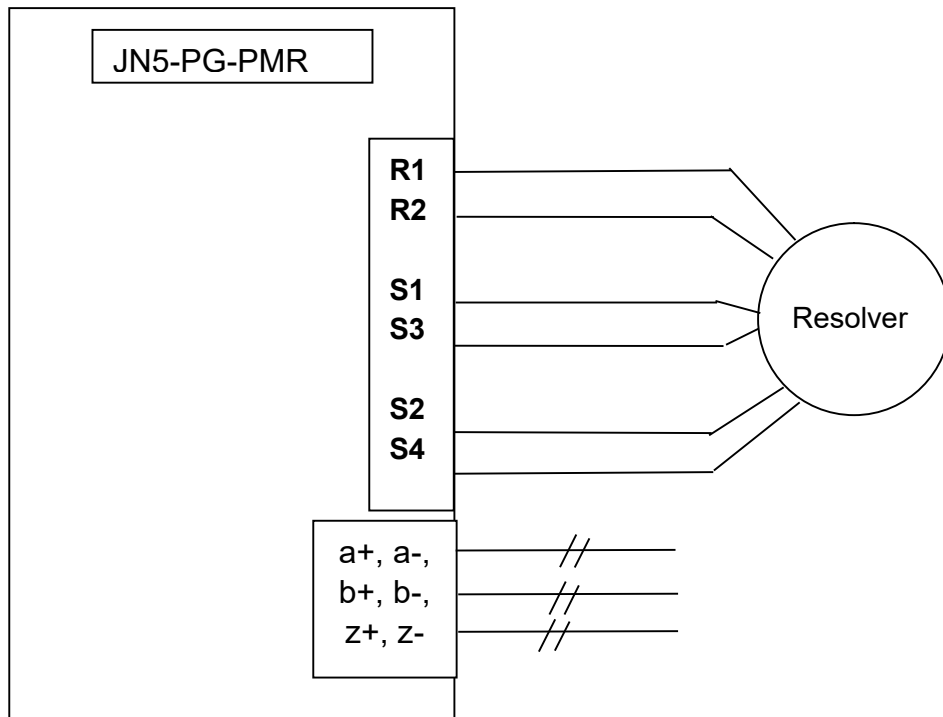 JN5-PG-PMR
R1
R2
S1
S3
Resolver
S2
S4
a+, a-,
b+, b-,
z+, z-